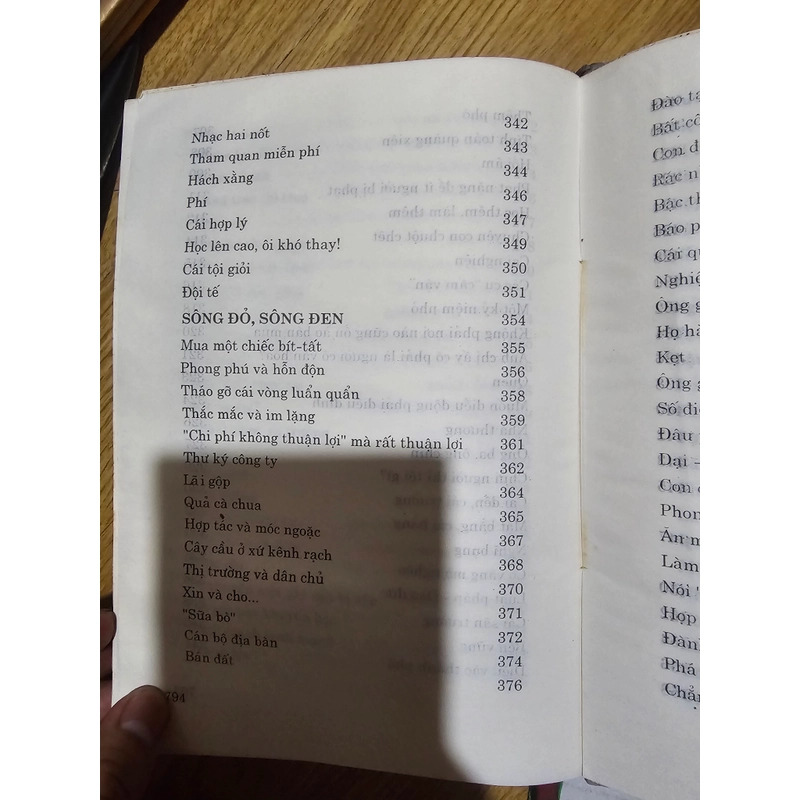 Nhạc hai nốt 342
Tham quan miễn phí 343
Hách xằng 344
Phí 346
Cái hợp lý 347
Học lên cao, ôi khó thay! 349
Cái tội giỏi 350
Đội tế 351
SÔNG ĐỎ, SÔNG ĐEN 354
Mua một chiếc bít-tất 355
Phong phú và hỗn độn 356
Tháo gỡ cái vòng luẩn quẩn 358
Thắc mắc và im lặng 359
"Chi phí không thuận lợi" mà rất thuận lợi 361
Thư ký công ty 362
Lãi gộp 364
Quả cà chua 365
Hợp tác và móc ngoặc 367
Cây cầu ở xứ kênh rạch 368
Thị trường và dân chủ 370
Xin và cho... 371
"Sữa bò" 372
Cán bộ địa bàn 374
Bán đất 376
794
Đào
Bất
Con
Rác
Bậc
Báo
Cái
Nghiệ
Ông
Họ
Kẹt
Ông
Số
Đâu
Dại -
Con
Phon
Ăn
Làm
Nói
Hợp
Đành
Phá